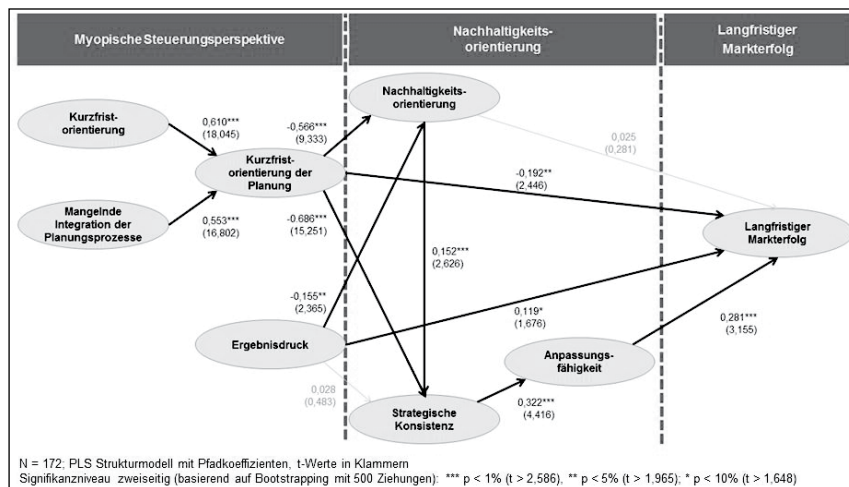 Myopische Steuerungsperspektive
Nachhaltigkeits-
orientierung
Langfristiger
Markterfolg
Kurzfrist-
orientierung
0,610***
(18,045)
Mangelnde
Integration der
Planungsprozesse
0,553***
(16,802)
Kurzfrist-
orientierung der
Planung
-0,566***
(9,333)
-0,686***
(15,251)
Nachhaltigkeits-
orientierung
0,025
(0,281)
-0,192**
(2,446)
Langfristiger
Markterfolg
0,152***
(2,626)
-0,155**
(2,365)
Ergebnisdruck
0,119*
(1,676)
0,028
(0,483)
Strategische
Konsistenz
0,322***
(4,416)
Anpassungs-
fähigkeit
0,281***
(3,155)
N = 172; PLS Strukturmodell mit Pfadkoeffizienten, t-Werte in Klammern
Signifikanzniveau zweiseitig (basierend auf Bootstrapping mit 500 Ziehungen): *** p < 1% (t > 2,586), ** p < 5% (t > 1,965); * p < 10% (t > 1,648)